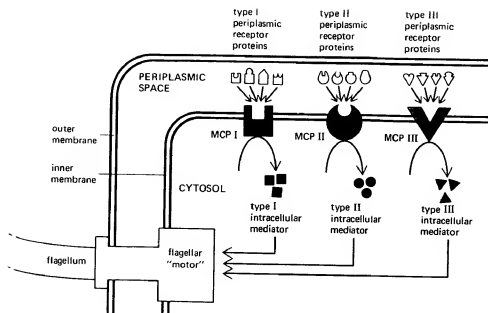 type I
periplasmic
receptor
proteins
type II
periplasmic
receptor
proteins
type III
periplasmic
receptor
proteins
PERIPLASMIC
SPACE
outer
membrane
MCP I
MCP II
MCP III
inner
membrane
CYTOSOL
type I
intracellular
mediator
type II
intracellular
mediator
type III
intracellular
mediator
flagellum
flagellar
"motor"